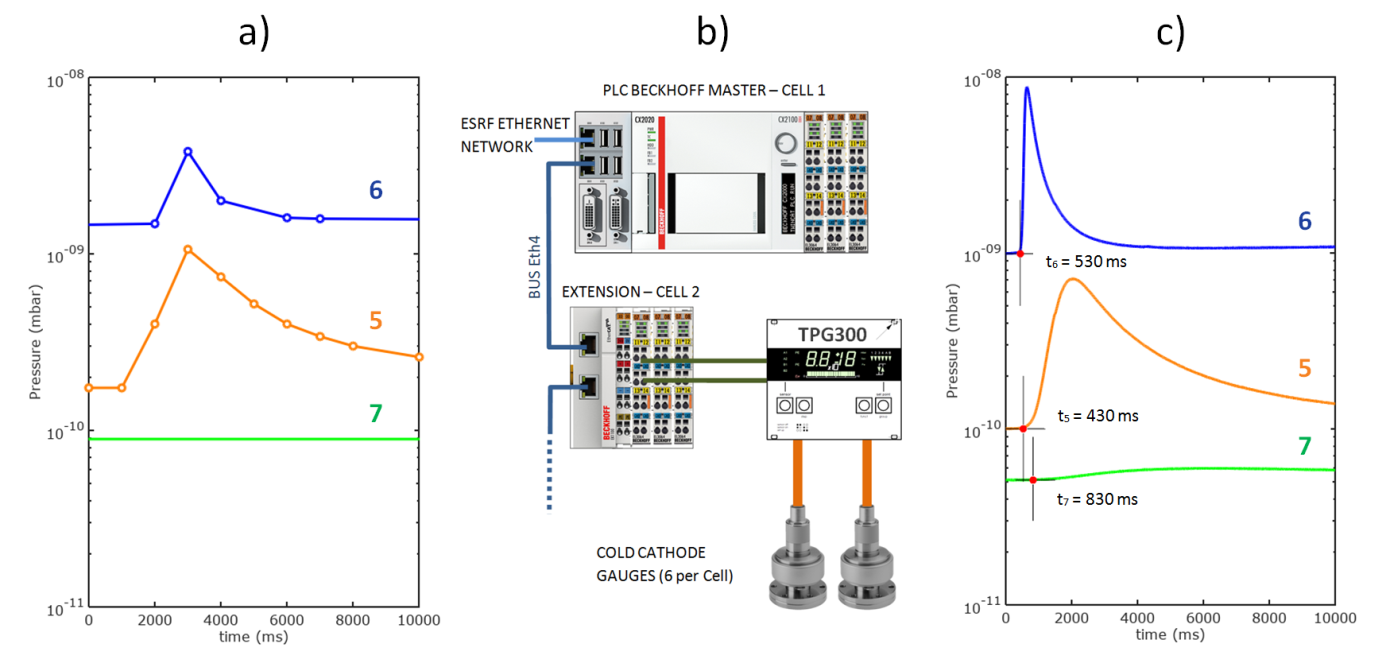 a)
10⁻⁰⁸
10⁻⁰⁹
10⁻¹⁰
10⁻¹¹
Pressure (mbar)
6
5
7
0 2000 4000 6000 8000 10000
time (ms)
b)
PLC BECKHOFF MASTER – CELL 1
ESRF ETHERNET
NETWORK
CX2020
CX2100
BECKHOFF
BUS Eth4
EXTENSION – CELL 2
BECKHOFF
TPG300
COLD CATHODE
GAUGES (6 per Cell)
c)
10⁻⁰⁸
10⁻⁰⁹
10⁻¹⁰
10⁻¹¹
Pressure (mbar)
6
t₆ = 530 ms
5
t₅ = 430 ms
7
t₇ = 830 ms
0 2000 4000 6000 8000 10000
time (ms)